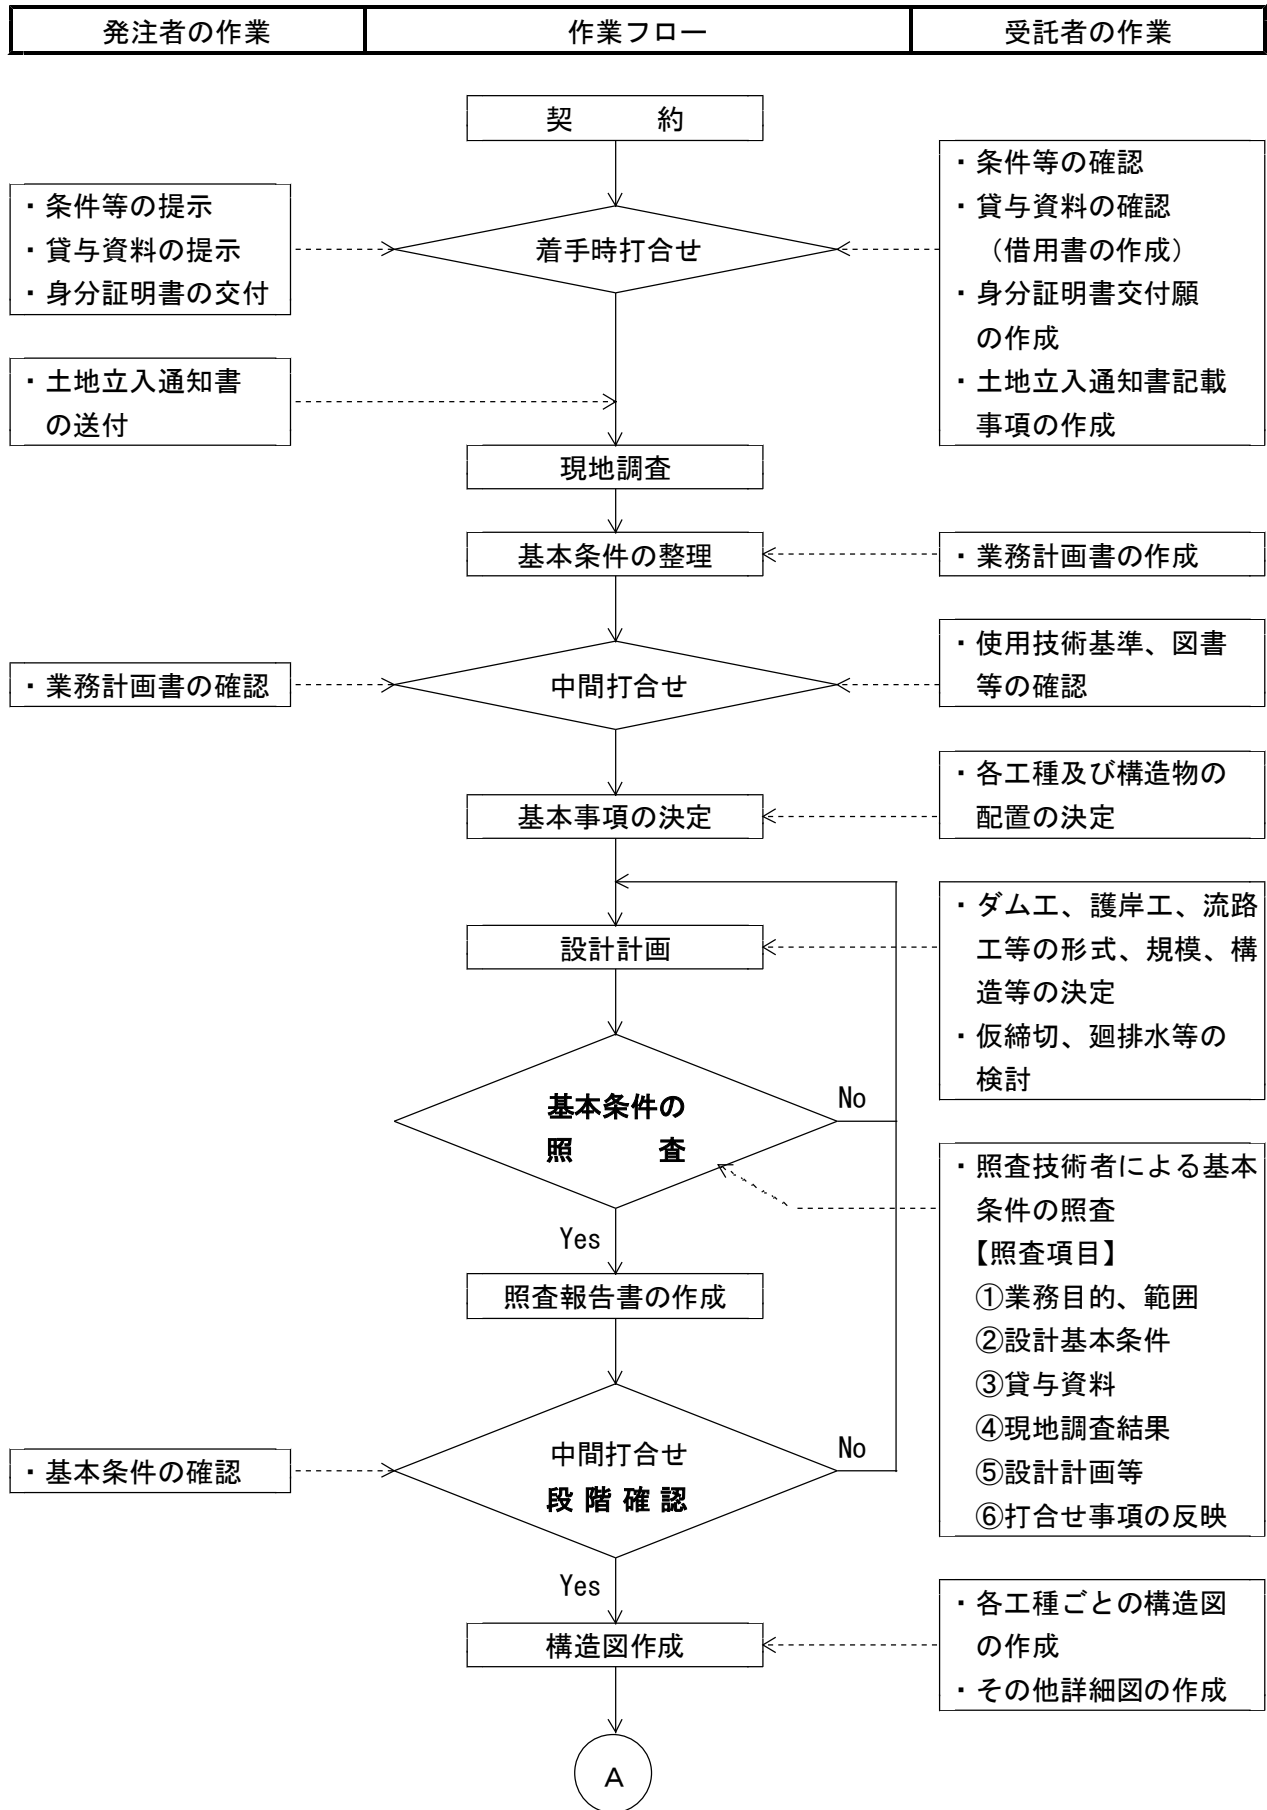 発注者の作業
作業フロー
受託者の作業
契　　　約
・条件等の提示
・貸与資料の提示
・身分証明書の交付
着手時打合せ
・条件等の確認
・貸与資料の確認
（借用書の作成）
・身分証明書交付願
の作成
・土地立入通知書記載
事項の作成
・土地立入通知書
の送付
現地調査
基本条件の整理
・業務計画書の作成
・業務計画書の確認
中間打合せ
・使用技術基準、図書
等の確認
基本事項の決定
・各工種及び構造物の
配置の決定
設計計画
・ダム工、護岸工、流路
工等の形式、規模、構
造等の決定
・仮締切、廻排水等の
検討
基本条件の
照　　　査
No
Yes
・照査技術者による基本
条件の照査
【照査項目】
①業務目的、範囲
②設計基本条件
③貸与資料
④現地調査結果
⑤設計計画等
⑥打合せ事項の反映
照査報告書の作成
・基本条件の確認
中間打合せ
段階確認
No
Yes
構造図作成
・各工種ごとの構造図
の作成
・その他詳細図の作成
A